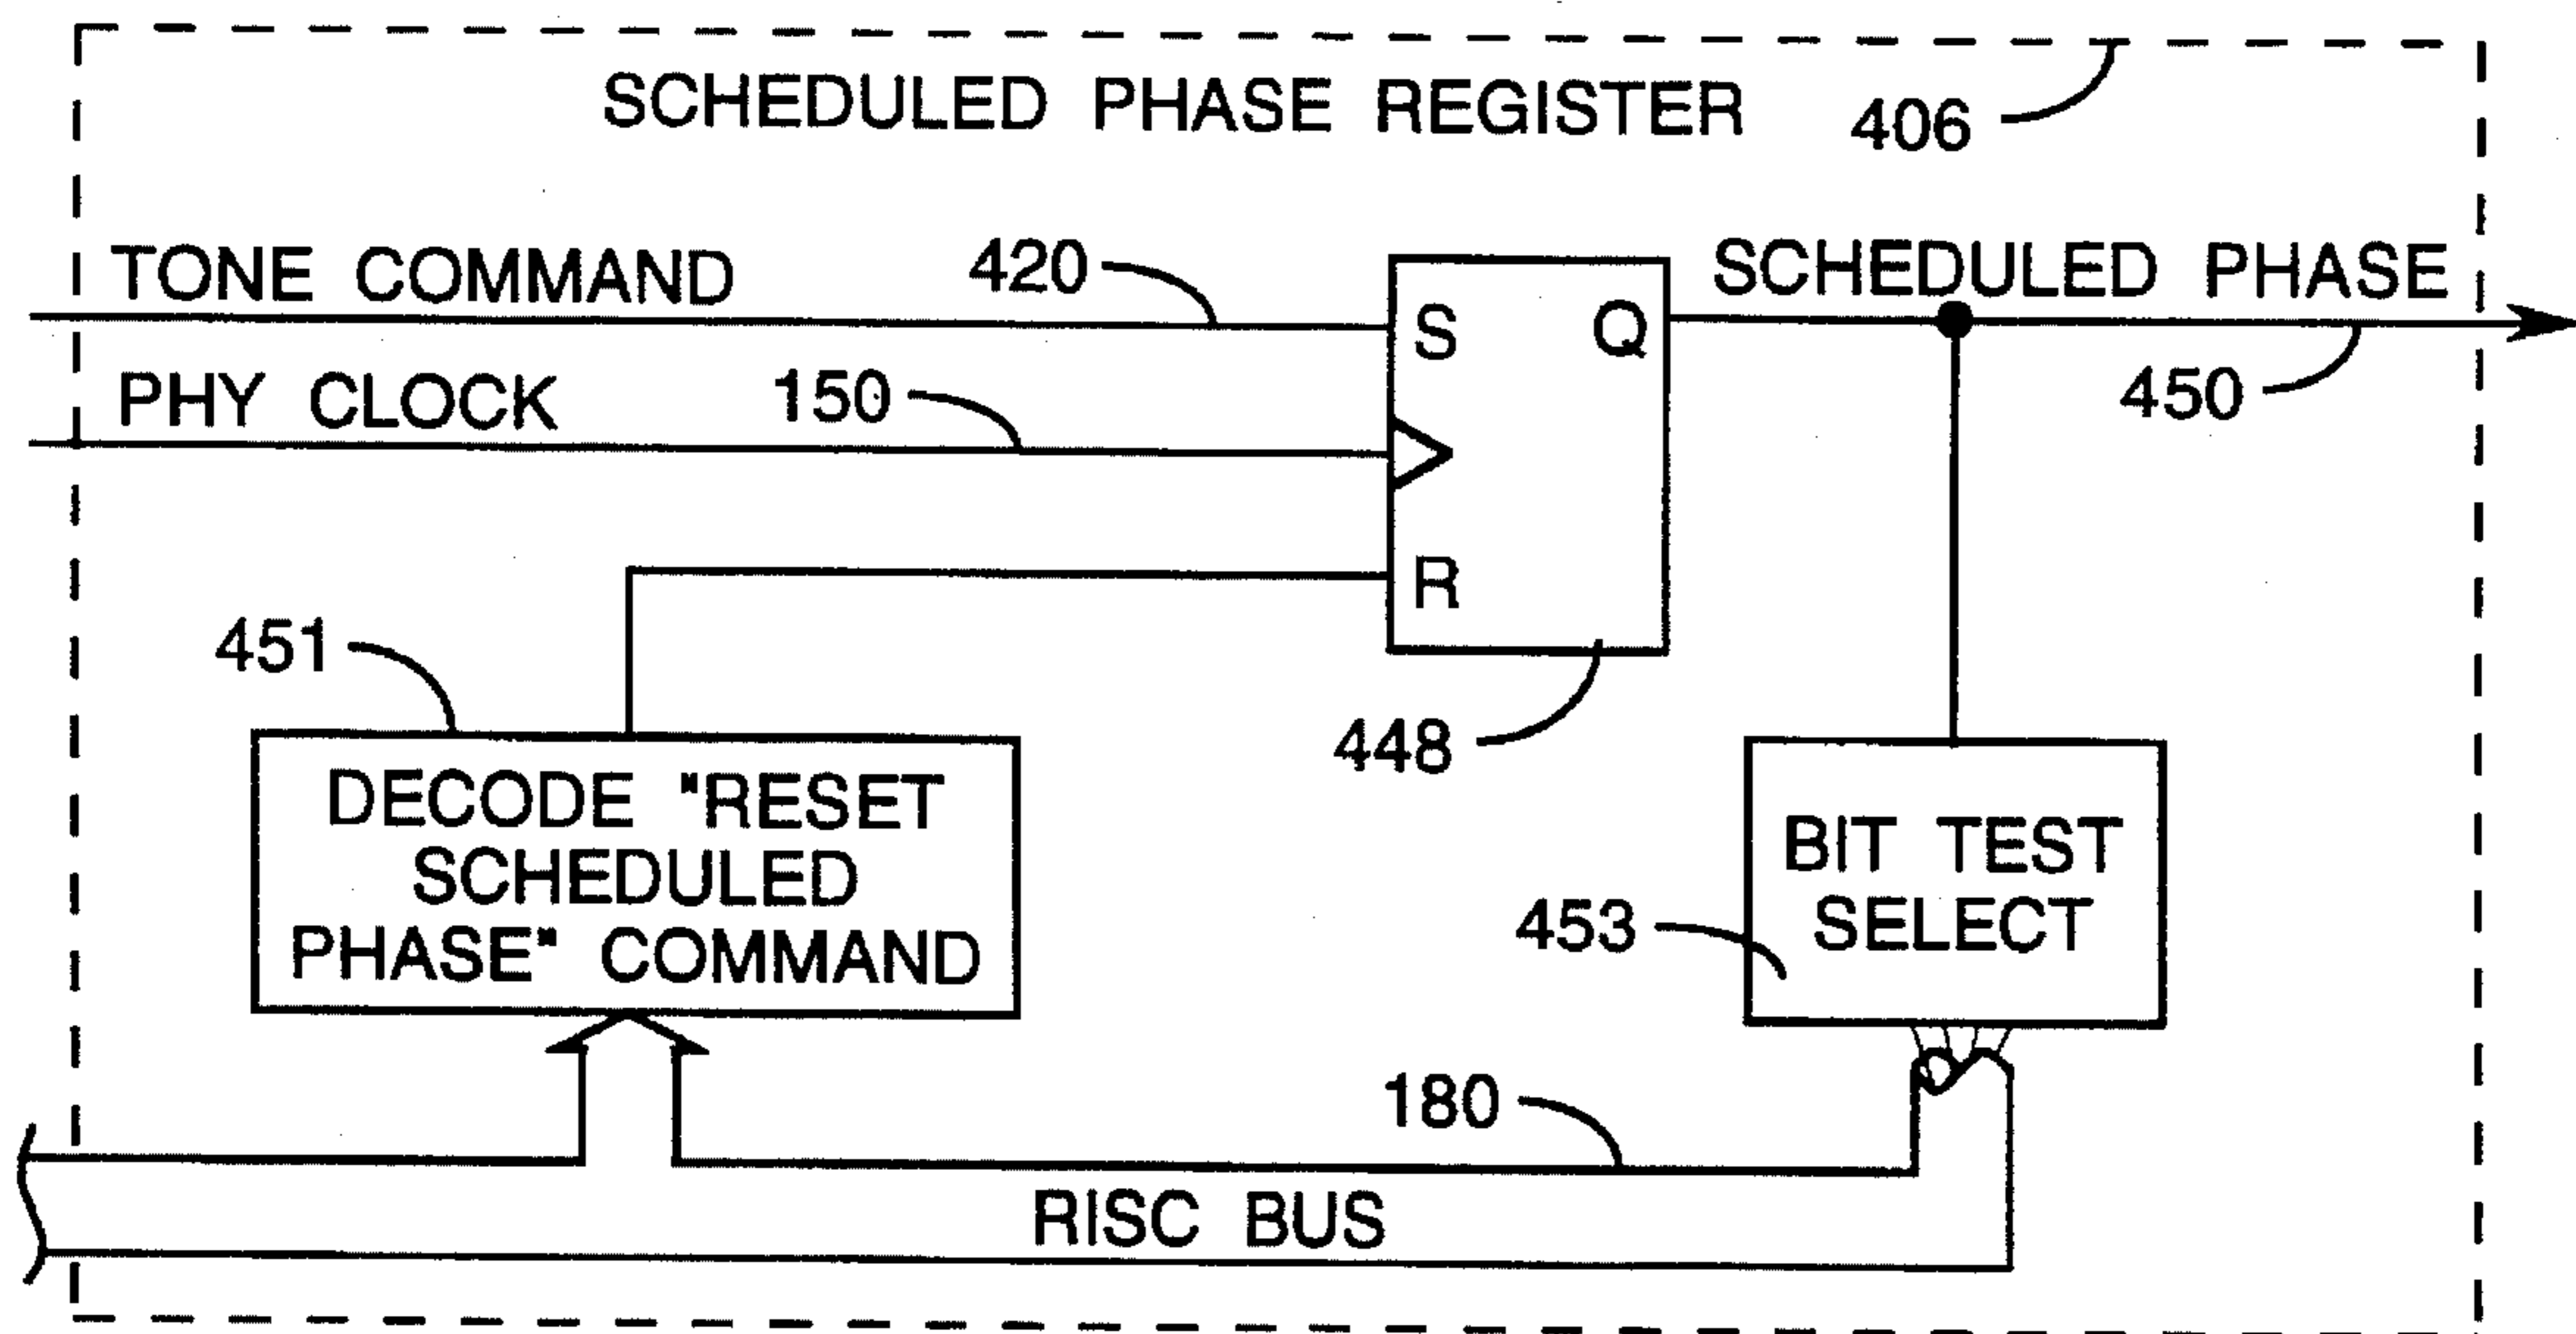 SCHEDULED PHASE REGISTER
406
TONE COMMAND
420
SCHEDULED PHASE
PHY CLOCK
150
450
S
Q
R
451
448
DECODE "RESET
SCHEDULED
PHASE" COMMAND
BIT TEST
SELECT
453
180
RISC BUS